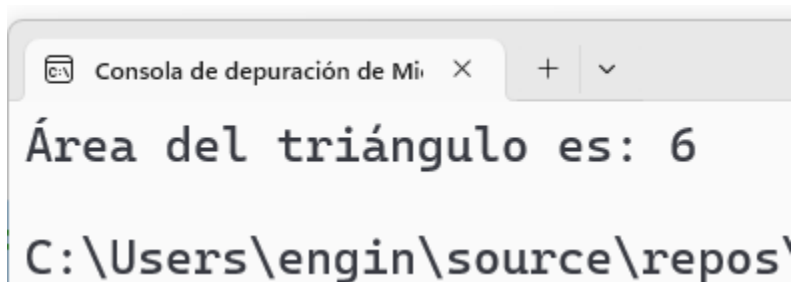 Consola de depuración de Mi
Área del triángulo es: 6
C:\Users\engin\source\repos\